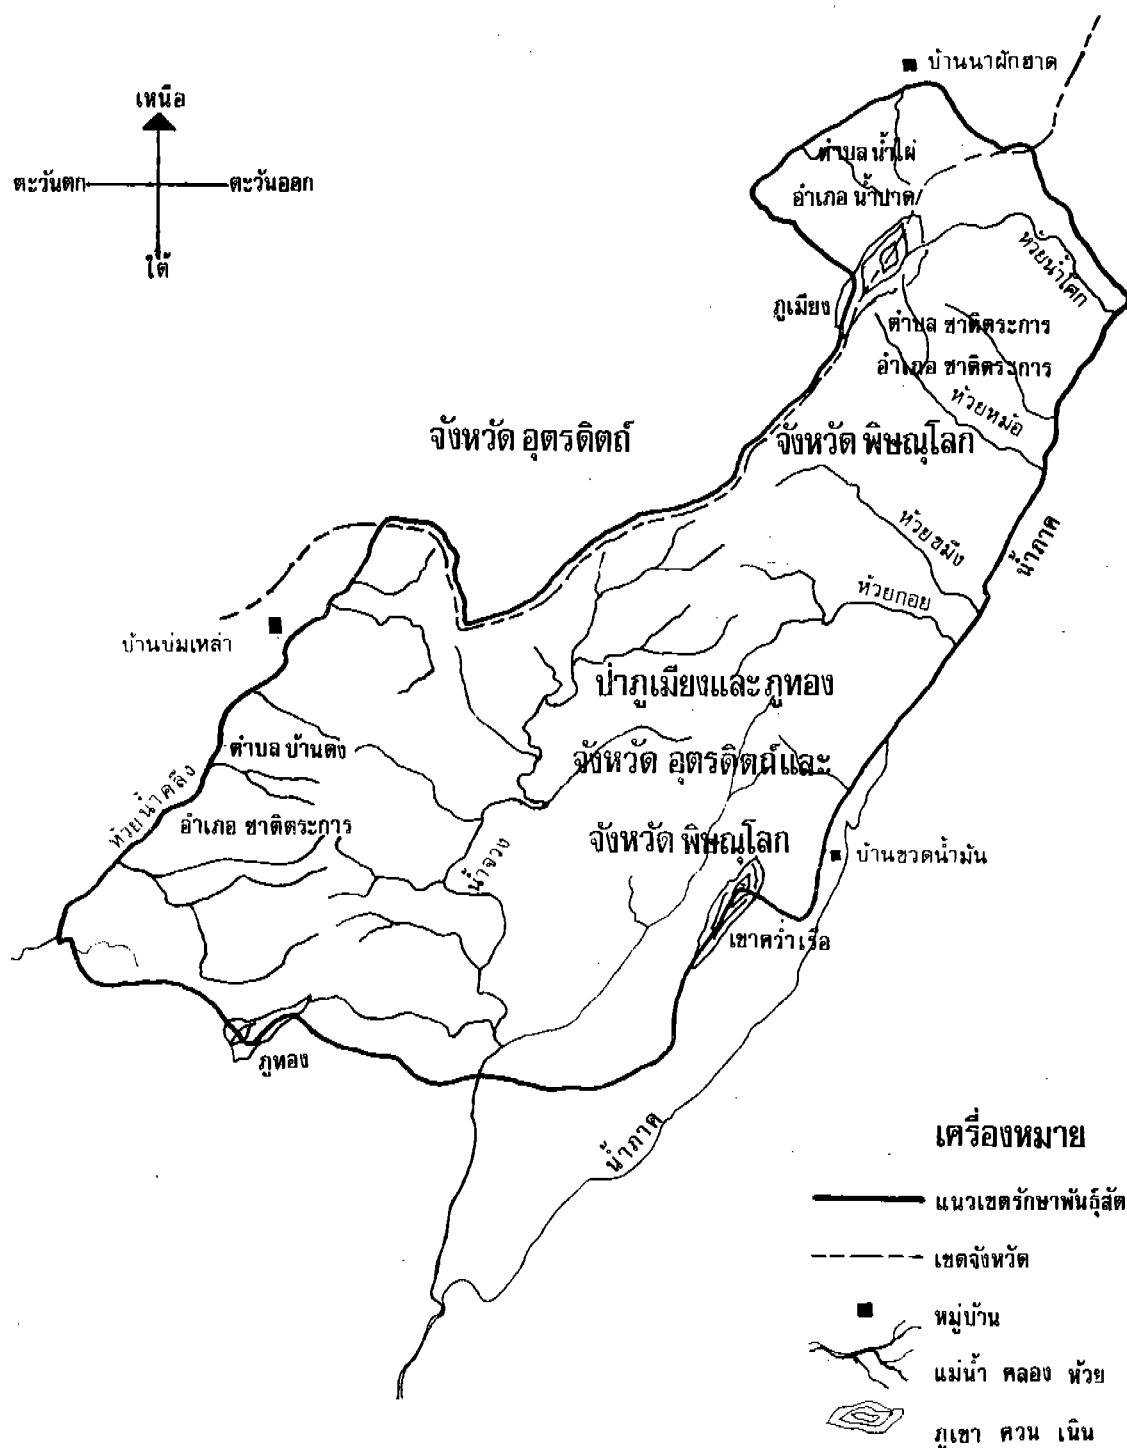 บ้านนาผักฮาด
เหนือ
ตะวันตก
ตะวันออก
ใต้
ตำบล น้ำไผ่
อำเภอ น้ำปาด
ห้วยน้ำโศก
ภูเมียง
ตำบล ชาติตระการ
อำเภอ ชาติตระการ
ห้วยหม้อ
จังหวัด อุตรดิตถ์
จังหวัด พิษณุโลก
ห้วยขมึง
น้ำภาค
ห้วยกอย
บ้านบ่มเหล่า
ป่าภูเมียงและภูทอง
ตำบล บ้านดง
จังหวัด อุตรดิตถ์และ
ห้วยน้ำคลึง
อำเภอ ชาติตระการ
จังหวัด พิษณุโลก
น้ำจวง
บ้านขวดน้ำมัน
เขาคว่ำเรือ
ภูทอง
น้ำภาค
เครื่องหมาย
แนวเขตรักษาพันธุ์สัต
เขตจังหวัด
หมู่บ้าน
แม่น้ำ คลอง ห้วย
ภูเขา ควน เนิน